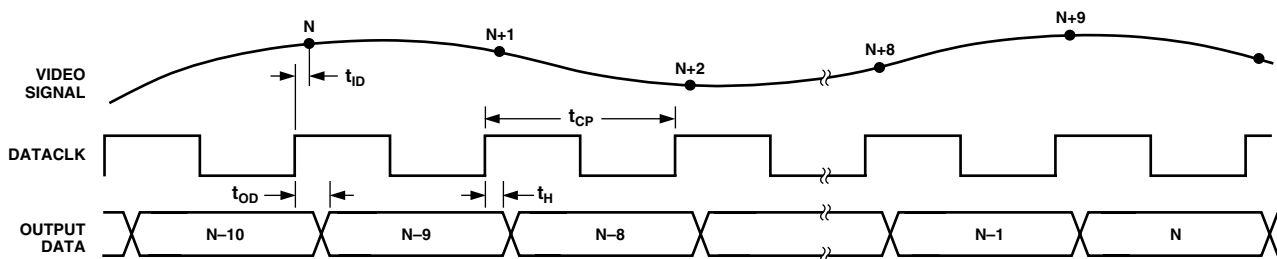 N
N+1
N+2
N+8
N+9
VIDEO
SIGNAL
tID
tCP
DATACLK
tOD
tH
OUTPUT
DATA
N–10
N–9
N–8
N–1
N